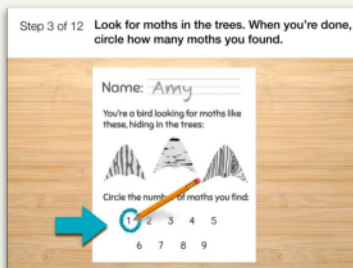 Step 3 of 12 Look for moths in the trees. When you're done,
circle how many moths you found.
Name: Amy
You're a bird looking for moths like
these, hiding in the trees:
Circle the number of moths you find:
1 2 3 4 5
6 7 8 9